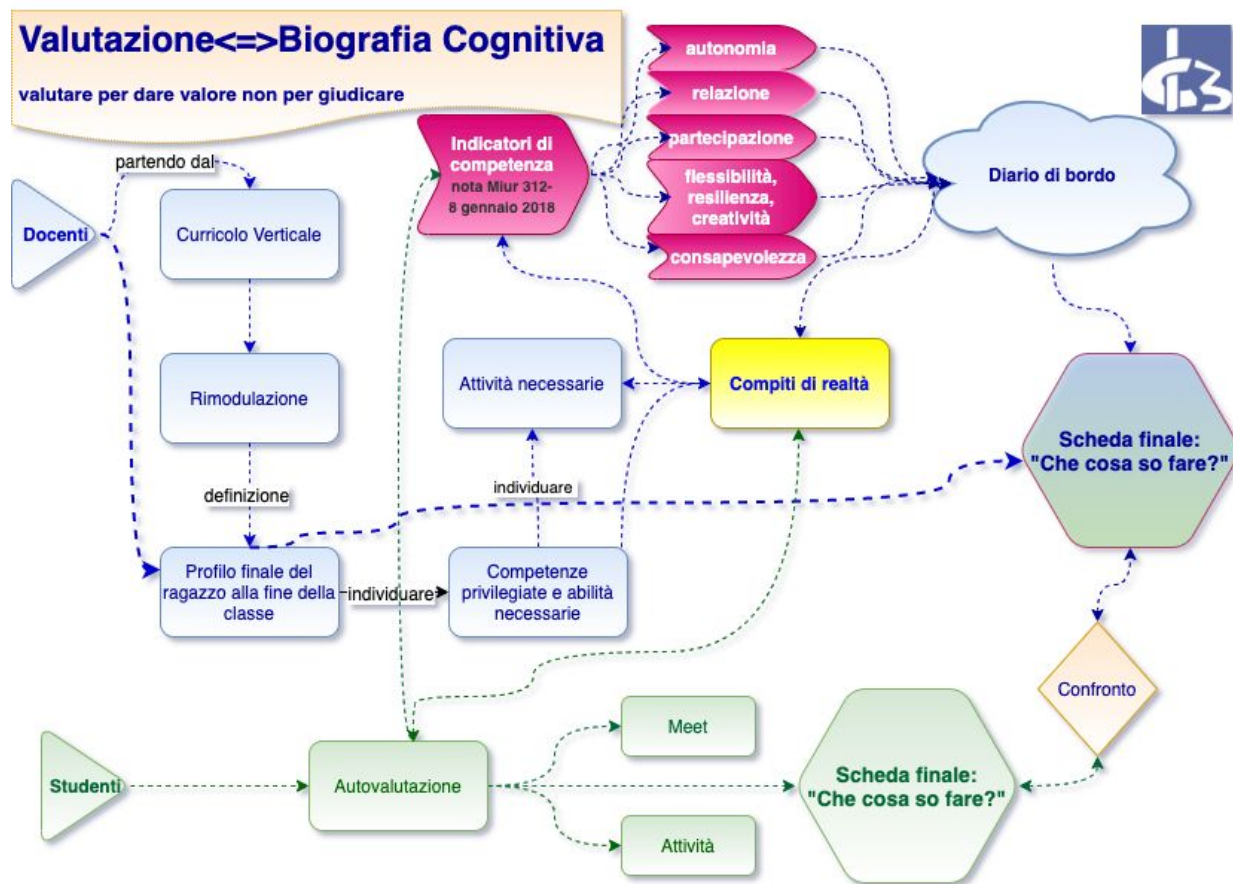 Valutazione<=>Biografia Cognitiva
valutare per dare valore non per giudicare
autonomia
relazione
partecipazione
flessibilità,
resilienza,
creatività
consapevolezza
Indicatori di
competenza
nota Miur 312-
8 gennaio 2018
Diario di bordo
partendo dal
Docenti
Curricolo Verticale
Rimodulazione
Attività necessarie
Compiti di realtà
Scheda finale:
"Che cosa so fare?"
definizione
individuare
Profilo finale del
ragazzo alla fine della
classe
individuare
Competenze
privilegiate e abilità
necessarie
Confronto
Studenti
Autovalutazione
Meet
Attività
Scheda finale:
"Che cosa so fare?"